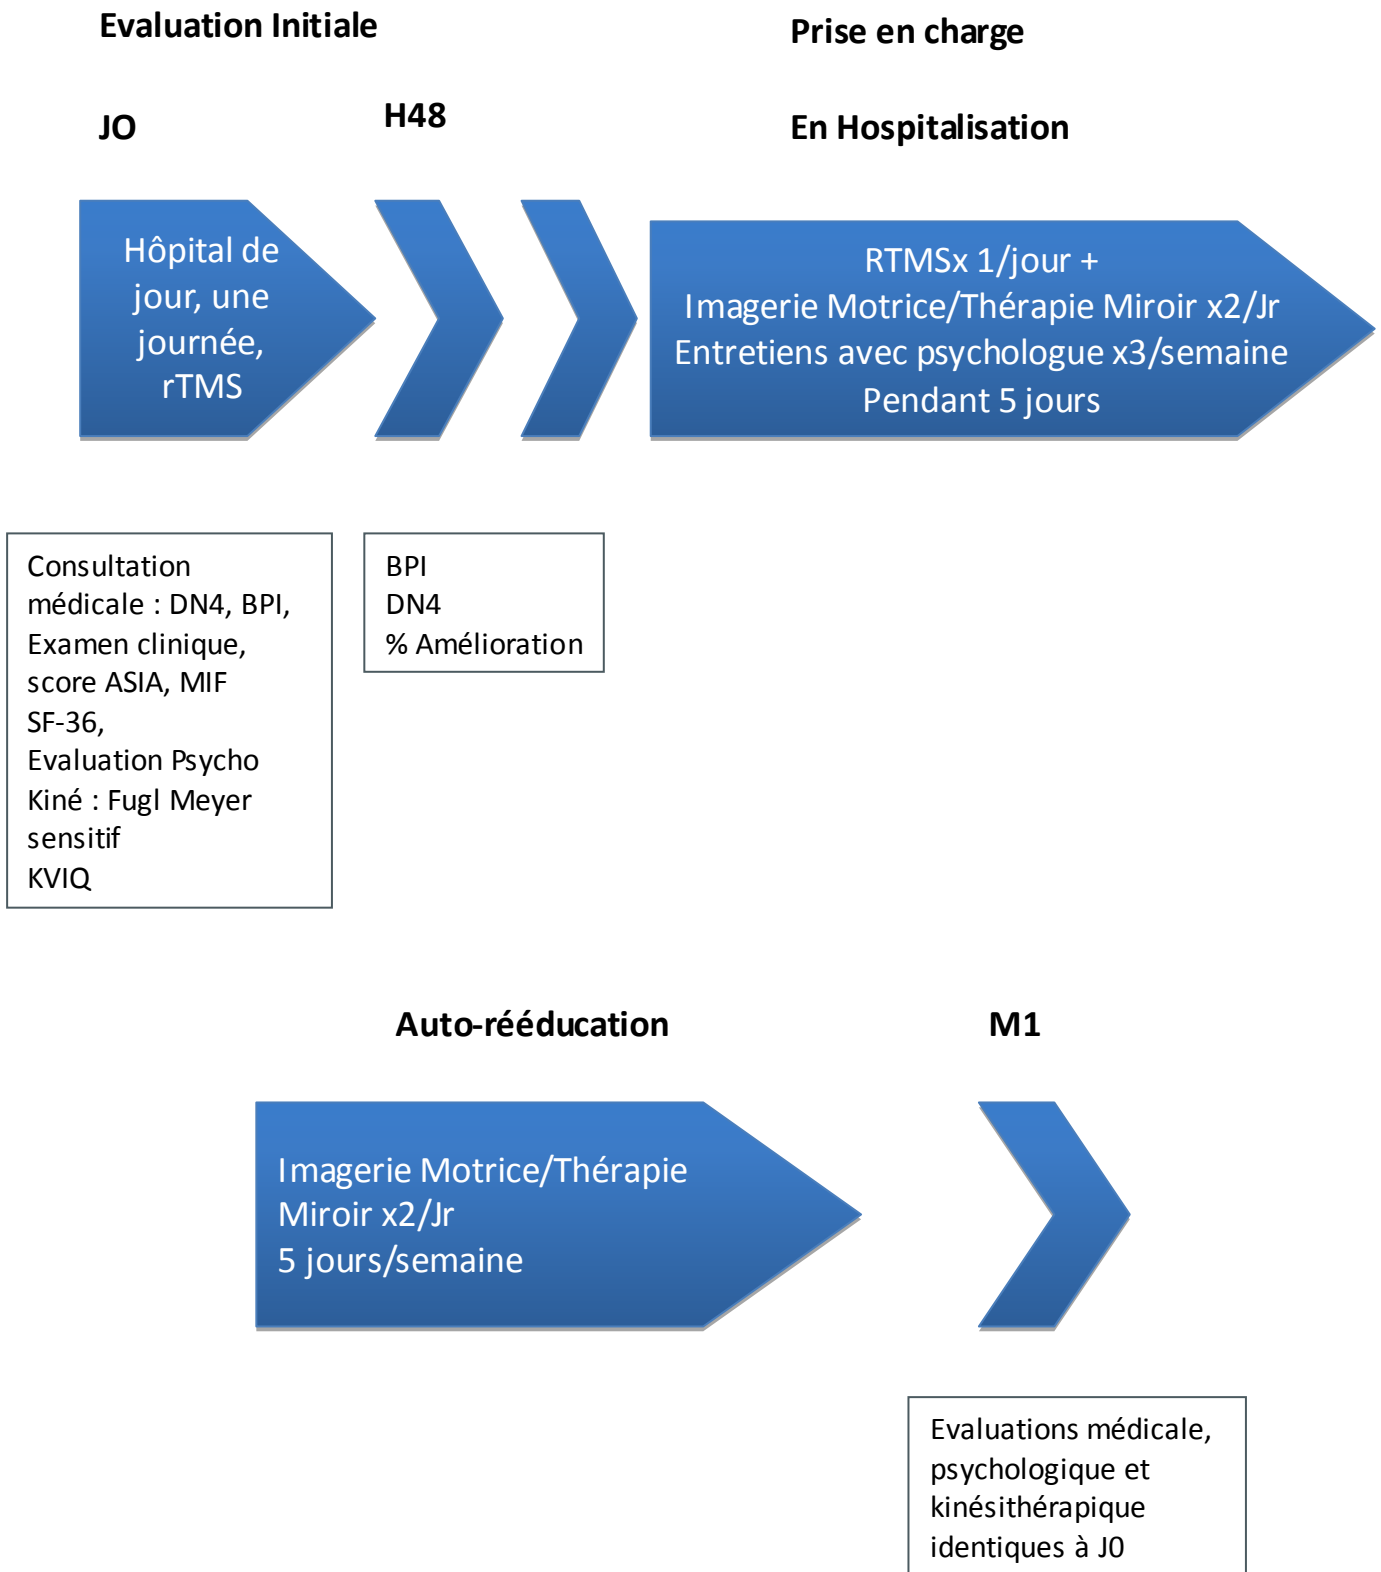 Evaluation Initiale
Prise en charge
JO
H48
En Hospitalisation
Hôpital de
jour, une
journée,
rTMS
RTMSx 1/jour +
Imagerie Motrice/Thérapie Miroir x2/Jr
Entretiens avec psychologue x3/semaine
Pendant 5 jours
Consultation
médicale : DN4, BPI,
Examen clinique,
score ASIA, MIF
SF-36,
Evaluation Psycho
Kiné : Fugl Meyer
sensitif
KVIQ
BPI
DN4
% Amélioration
Auto-rééducation
M1
Imagerie Motrice/Thérapie
Miroir x2/Jr
5 jours/semaine
Evaluations médicale,
psychologique et
kinésithérapique
identiques à J0